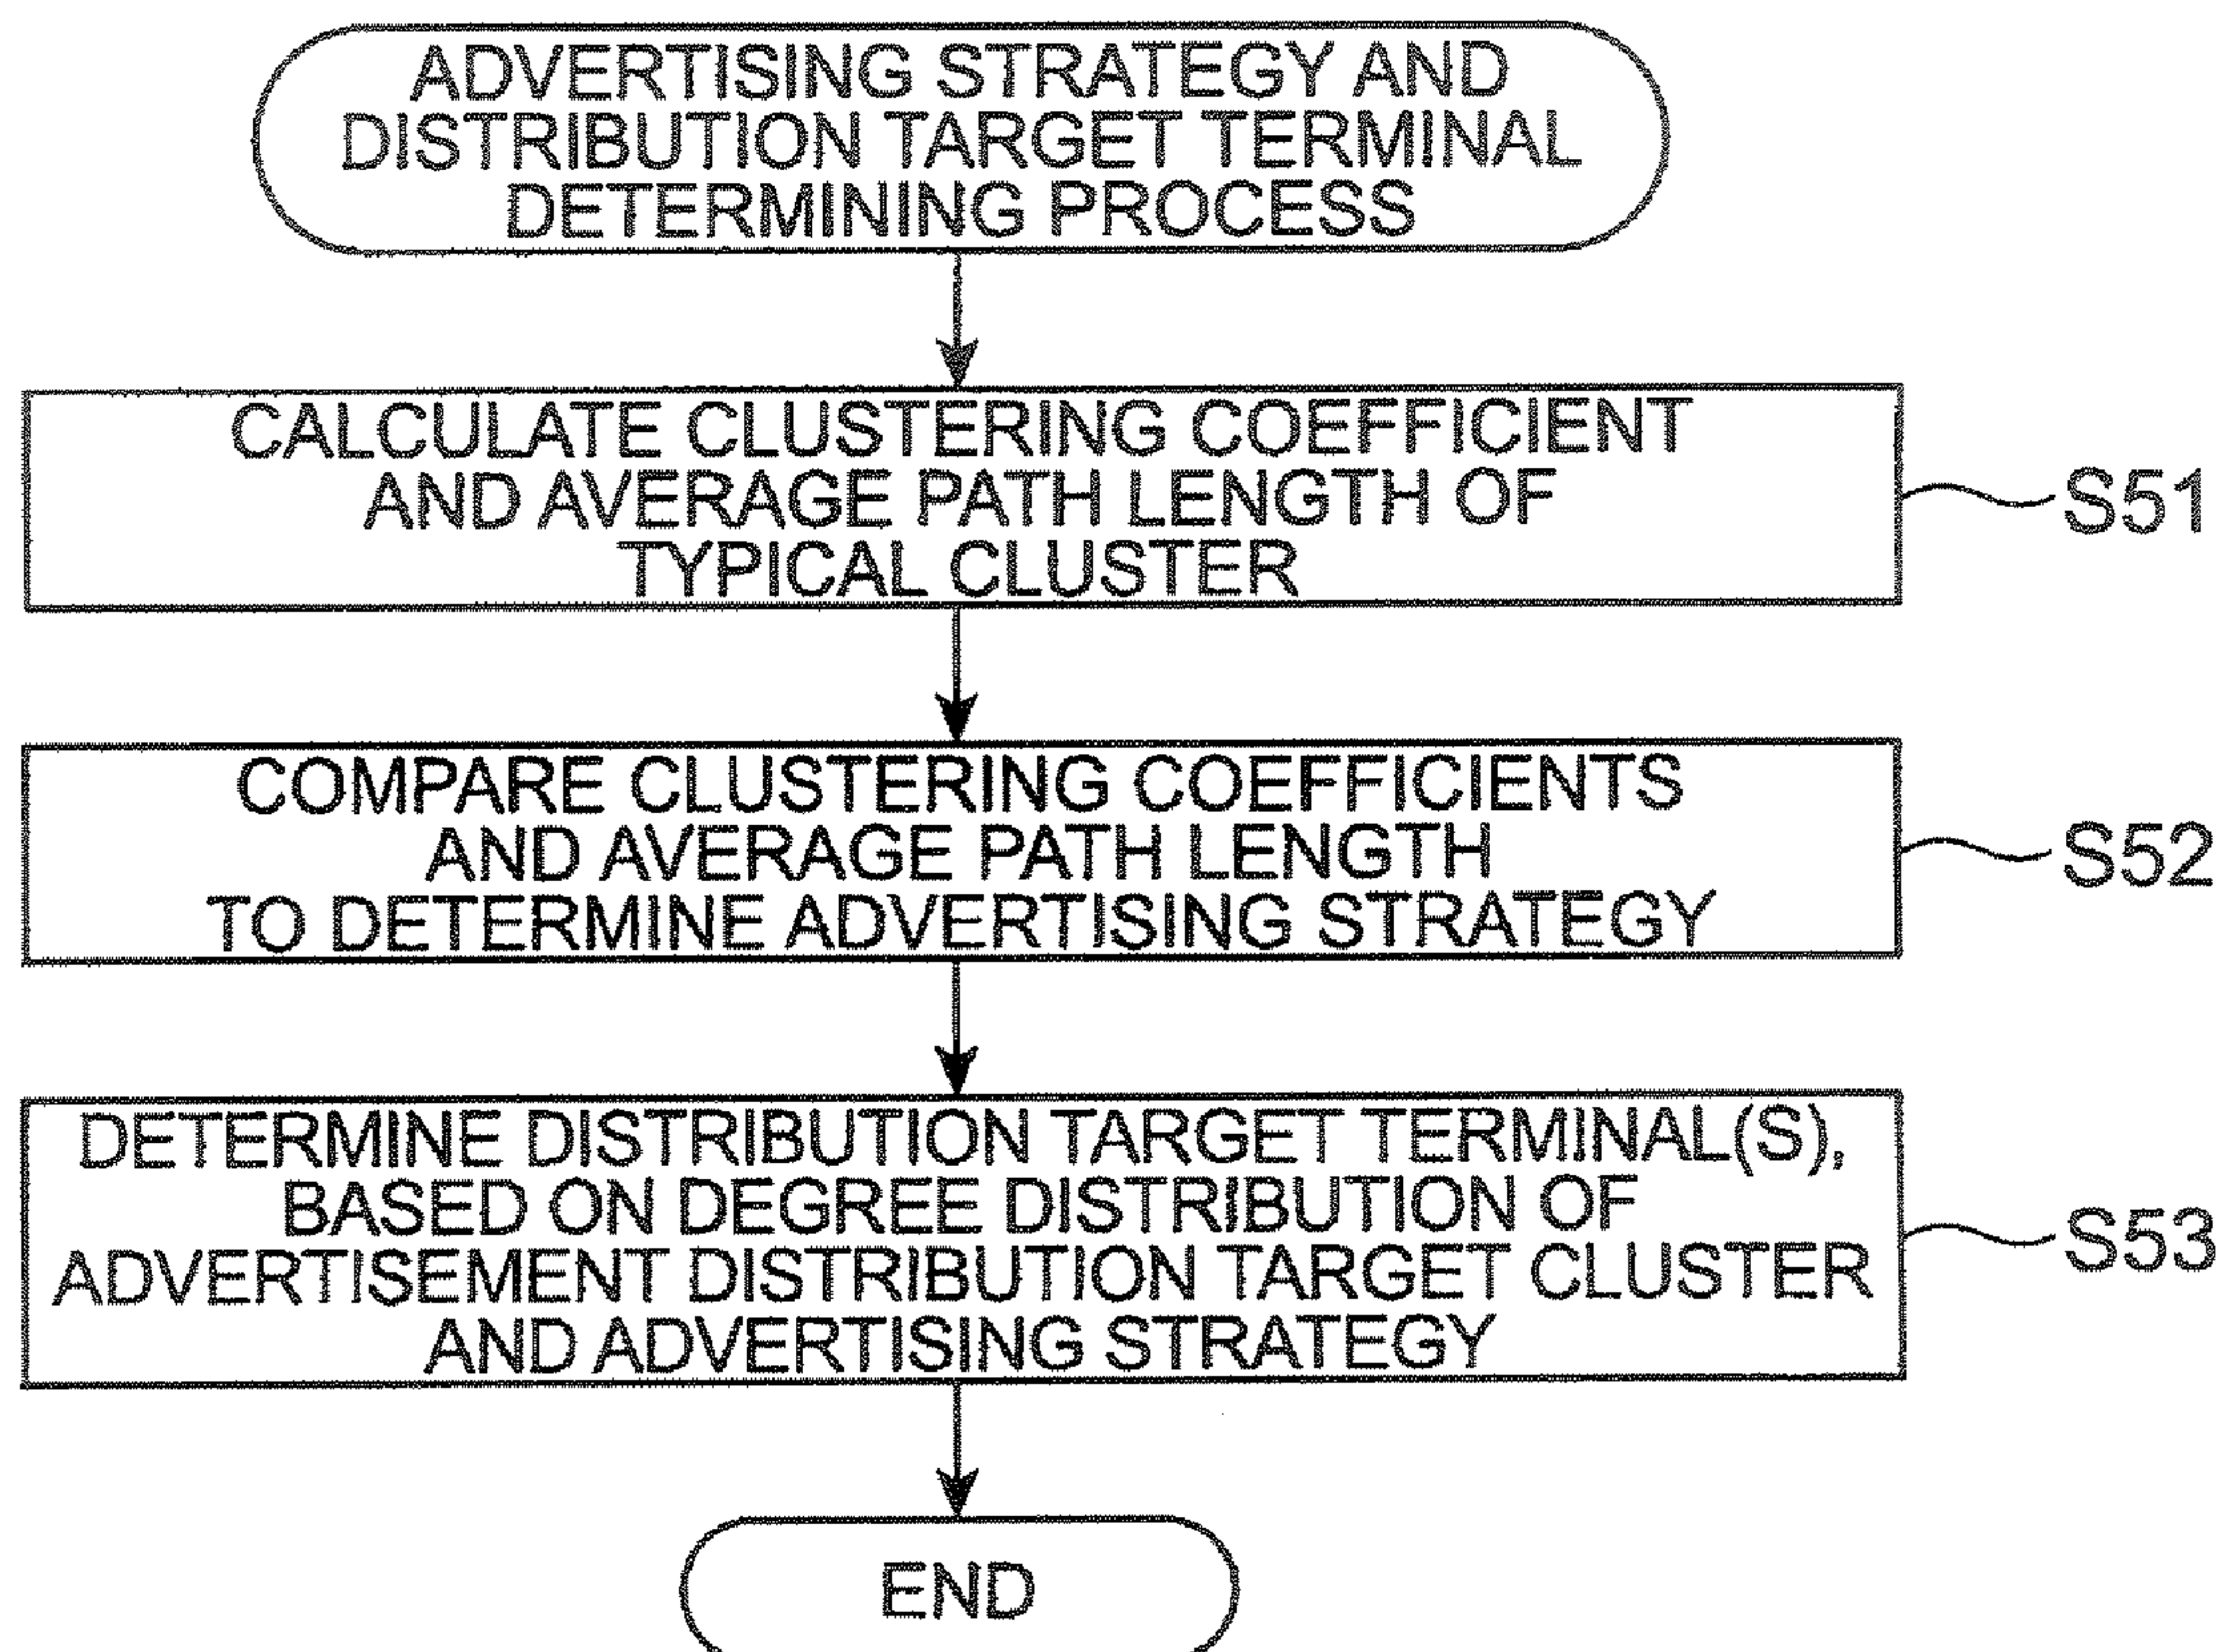 ADVERTISING STRATEGY AND
DISTRIBUTION TARGET TERMINAL
DETERMINING PROCESS
CALCULATE CLUSTERING COEFFICIENT
AND AVERAGE PATH LENGTH OF
TYPICAL CLUSTER
S51
COMPARE CLUSTERING COEFFICIENTS
AND AVERAGE PATH LENGTH
TO DETERMINE ADVERTISING STRATEGY
S52
DETERMINE DISTRIBUTION TARGET TERMINAL(S),
BASED ON DEGREE DISTRIBUTION OF
ADVERTISEMENT DISTRIBUTION TARGET CLUSTER
AND ADVERTISING STRATEGY
S53
END